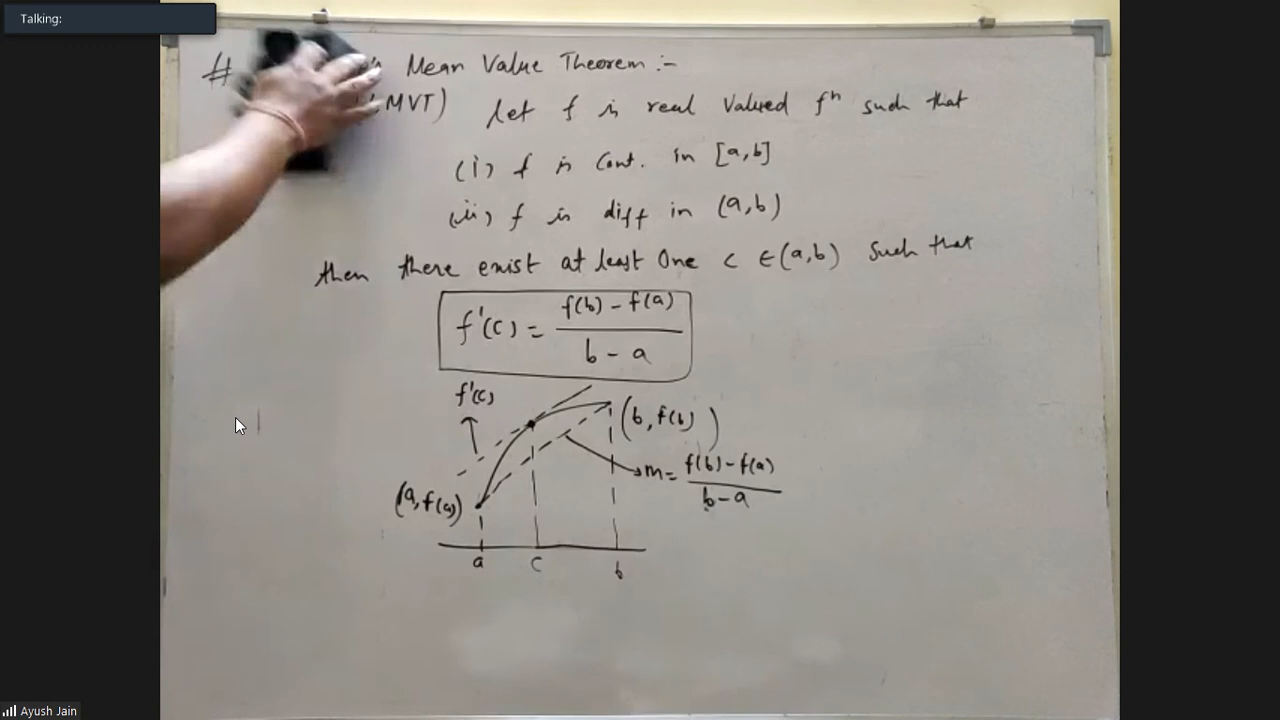 Talking:
# Mean Value Theorem :-
MVT) Let f is real valued fⁿ such that
(i) f is Cont. in [a,b]
(ii) f is diff in (a,b)
then there exist at least one c ∈(a,b) such that
f'(c) = f(b) - f(a) / b - a
f'(c)
(b, f(b))
m = f(b) - f(a) / b - a
(a, f(a))
a c b
Ayush Jain